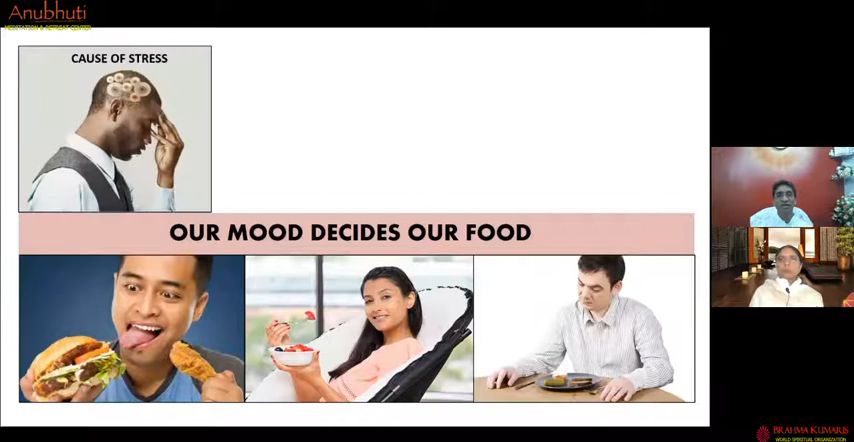 Anubhuti
MEDITATION & RETREAT CENTER
CAUSE OF STRESS
OUR MOOD DECIDES OUR FOOD
BRAHMA KUMARIS
WORLD SPIRITUAL ORGANIZATION